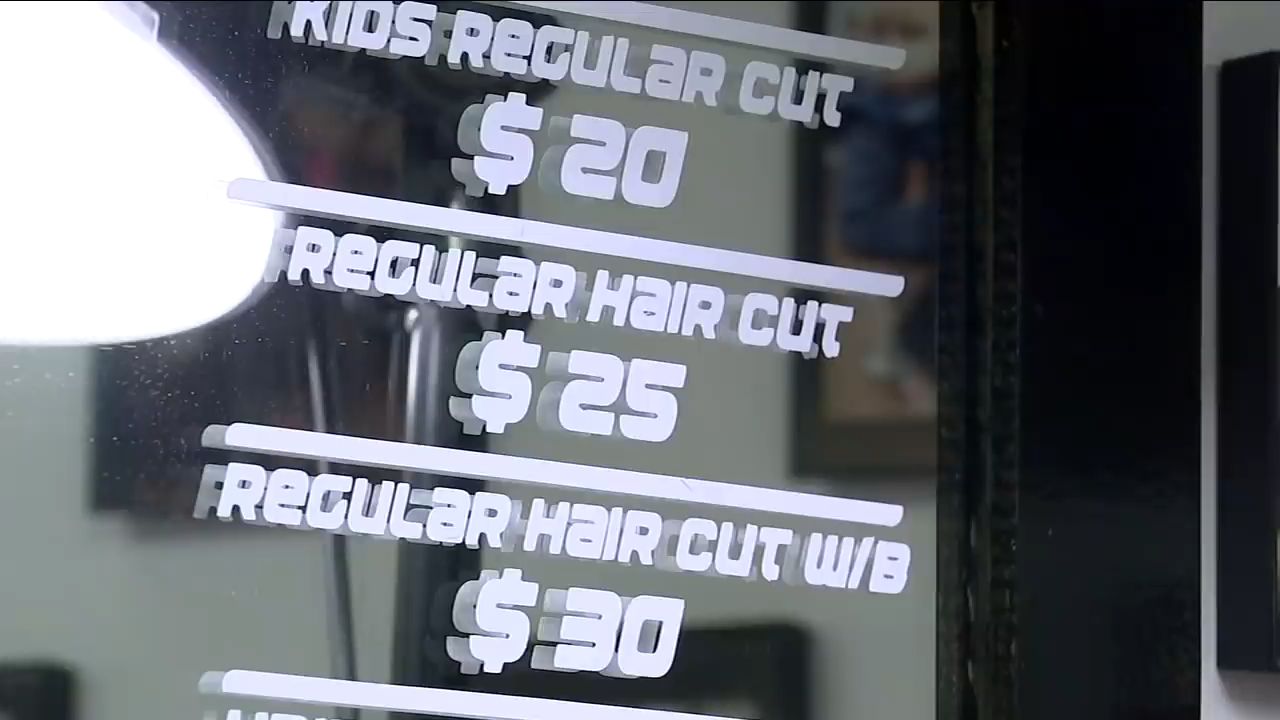 KIDS REGULAR CUT
$20
REGULAR HAIR CUT
$25
REGULAR HAIR CUT W/B
$30